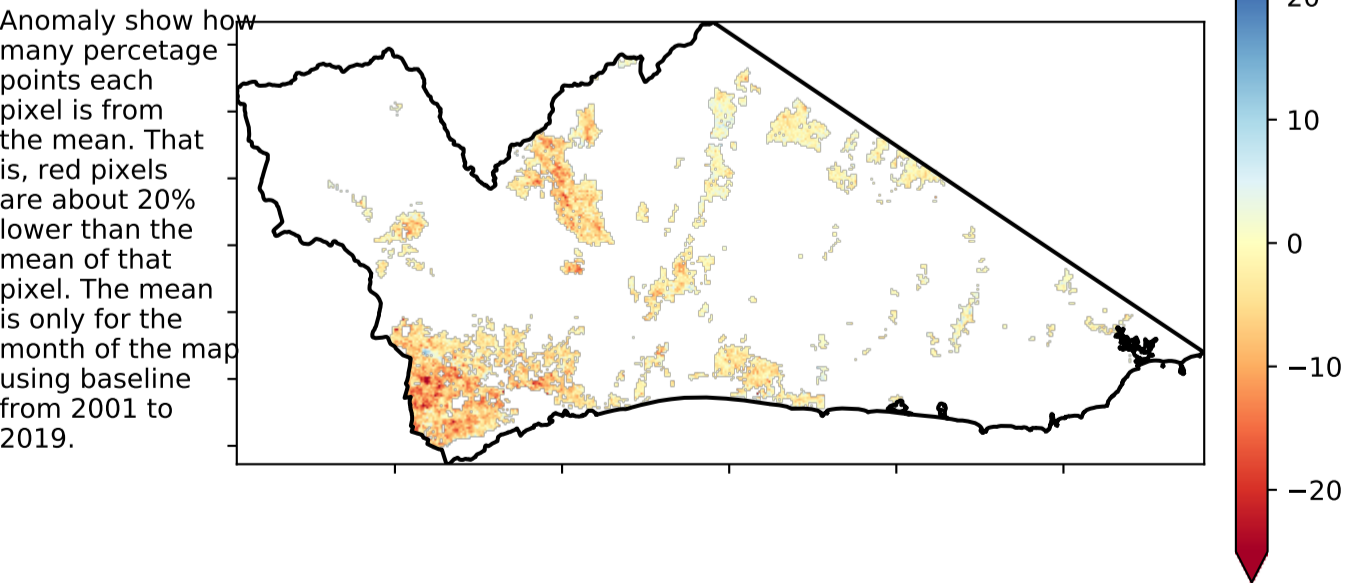 Anomaly show how
many percetage
points each
pixel is from
the mean. That
is, red pixels
are about 20%
lower than the
mean of that
pixel. The mean
is only for the
month of the map
using baseline
from 2001 to
2019.
20
10
0
−10
−20